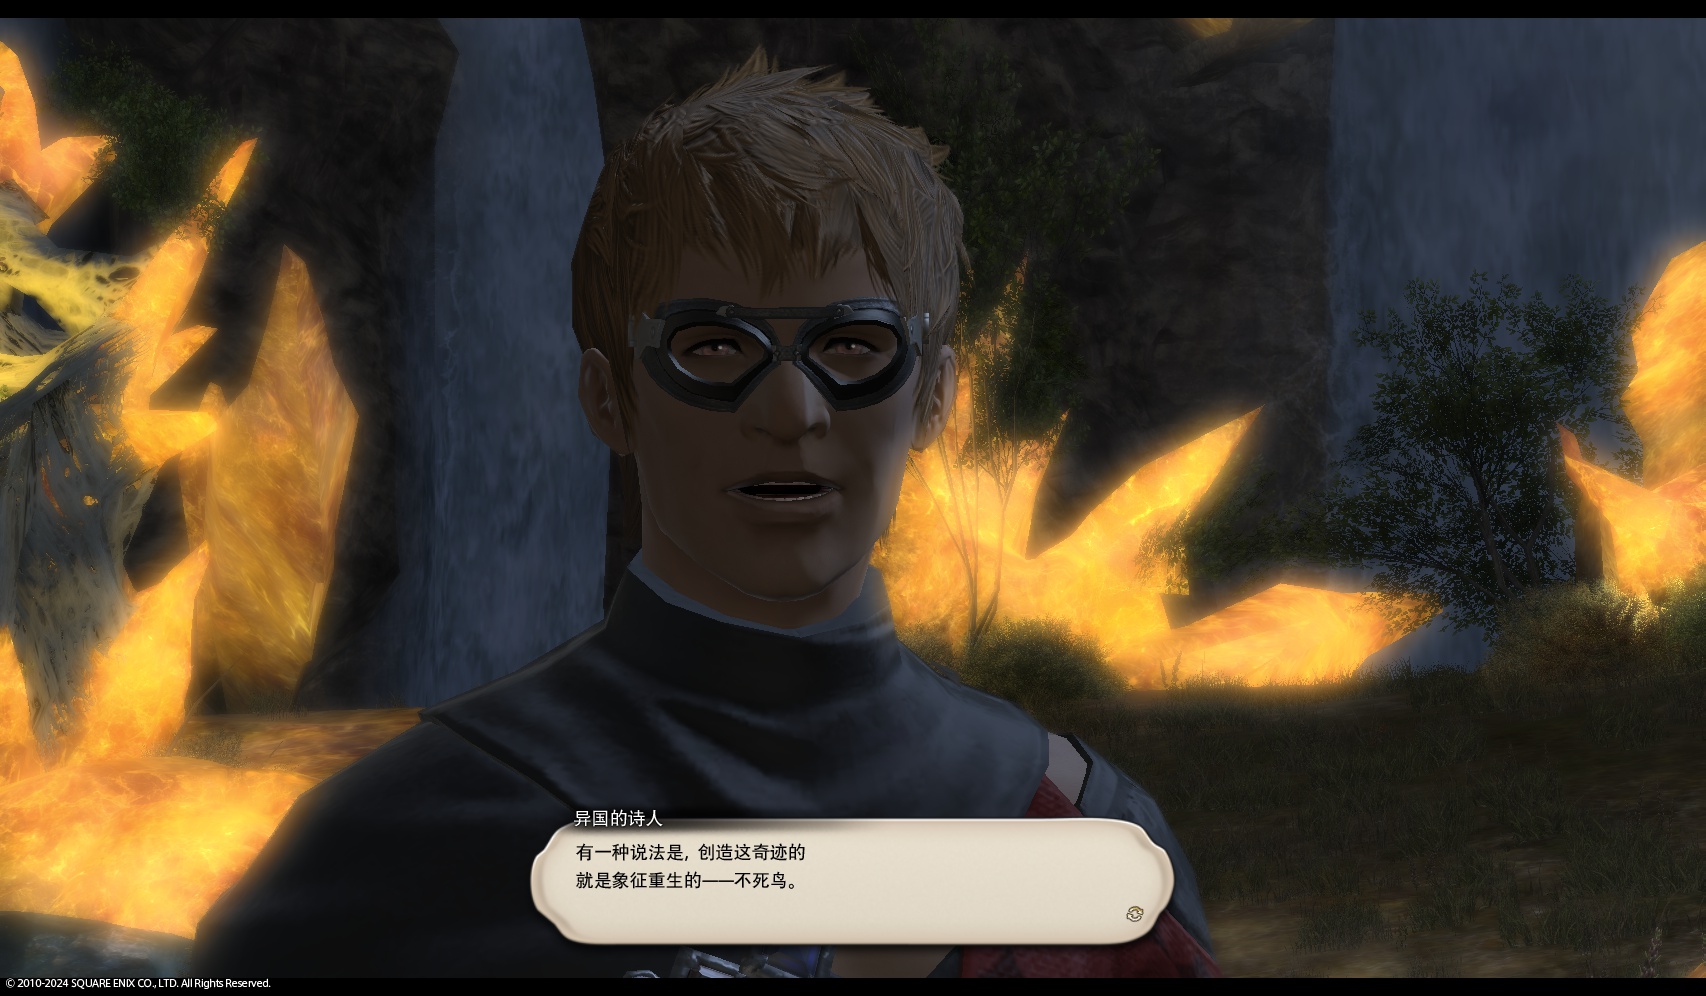 异国的诗人
有一种说法是，创造这奇迹的
就是象征重生的——不死鸟。
© 2010-2024 SQUARE ENIX CO., LTD. All Rights Reserved.